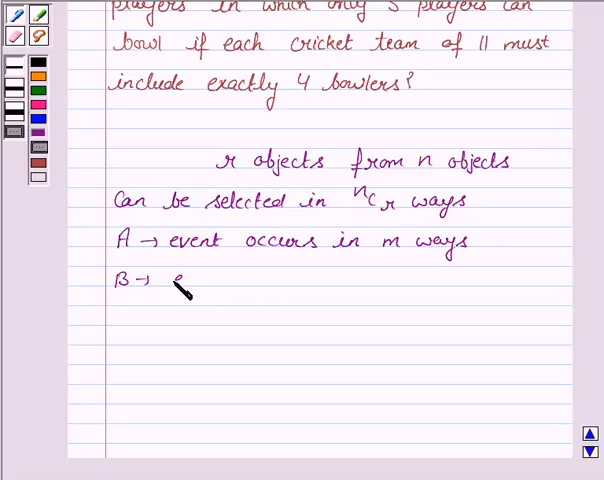 players in which only 5 players can
bowl if each cricket team of 11 must
include exactly 4 bowlers?
r objects from n objects
Can be selected in ⁿCr ways
A → event occurs in m ways
B → e